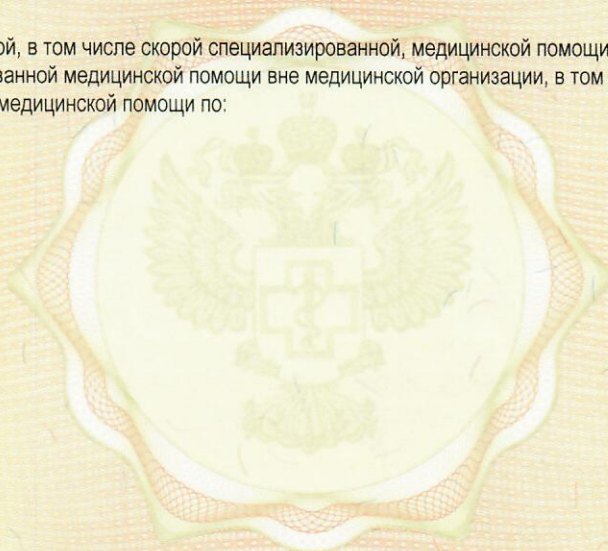 ой, в том числе скорой специализированной, медицинской помощи
ванной медицинской помощи вне медицинской организации, в том
медицинской помощи по: